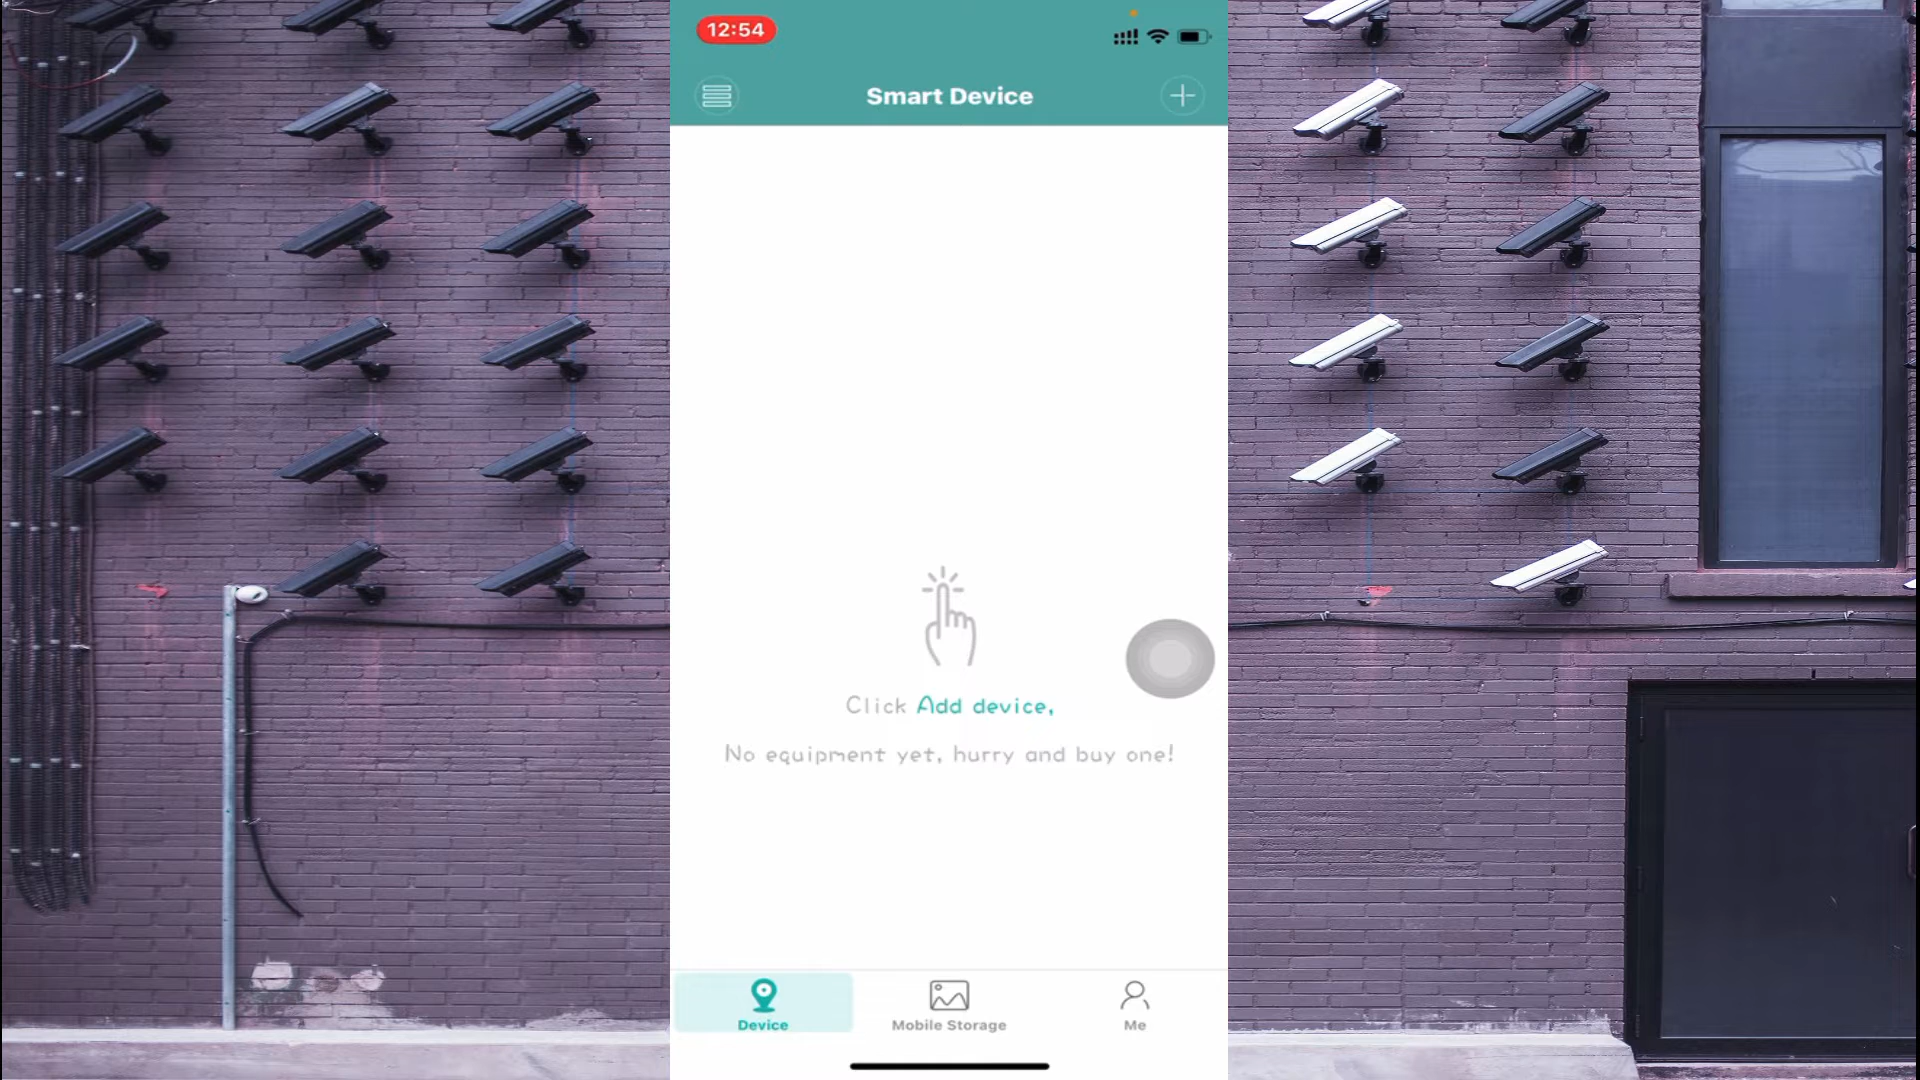 12:54
Smart Device
Click Add device,
No equipment yet, hurry and buy one!
Device
Mobile Storage
Me